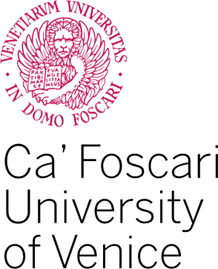 VENETIARVM VNIVERSITAS
· IN DOMO FOSCARI ·
Ca’ Foscari
University
of Venice